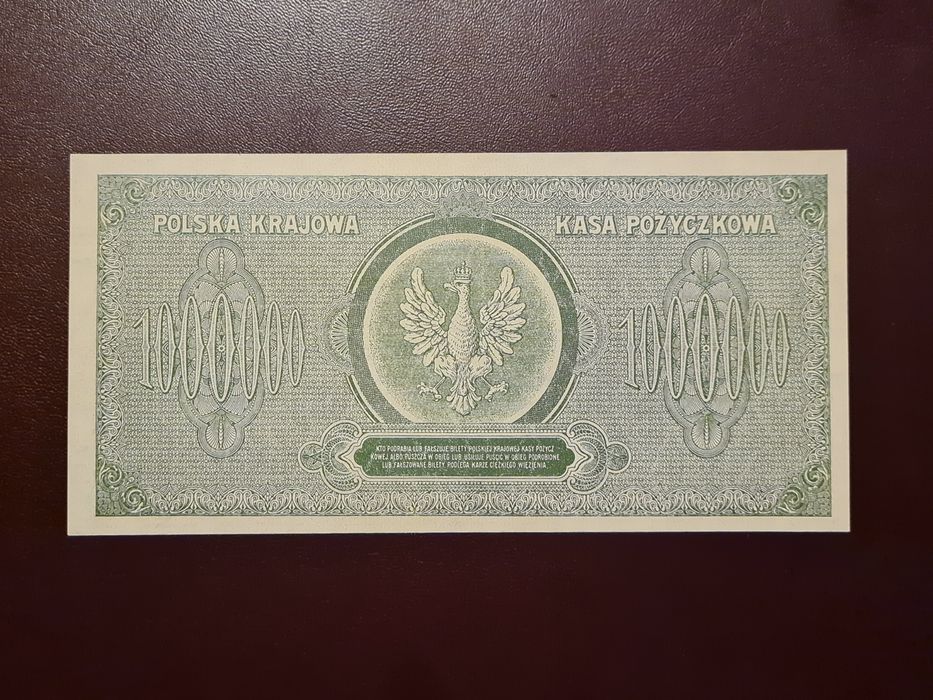 POLSKA KRAJOWA
KASA POŻYCZKOWA
1000000
1000000
KTO PODRABIA LUB FAŁSZUJE BILETY POLSKIEJ KRAJOWEJ KASY POŻYCZ
KOWEJ ALBO PUSZCZA W OBIEG LUB USIŁUJE PUŚCIĆ W OBIEG PODROBIONE
LUB FAŁSZOWANE BILETY, PODLEGA KARZE CIĘŻKIEGO WIĘZIENIA.